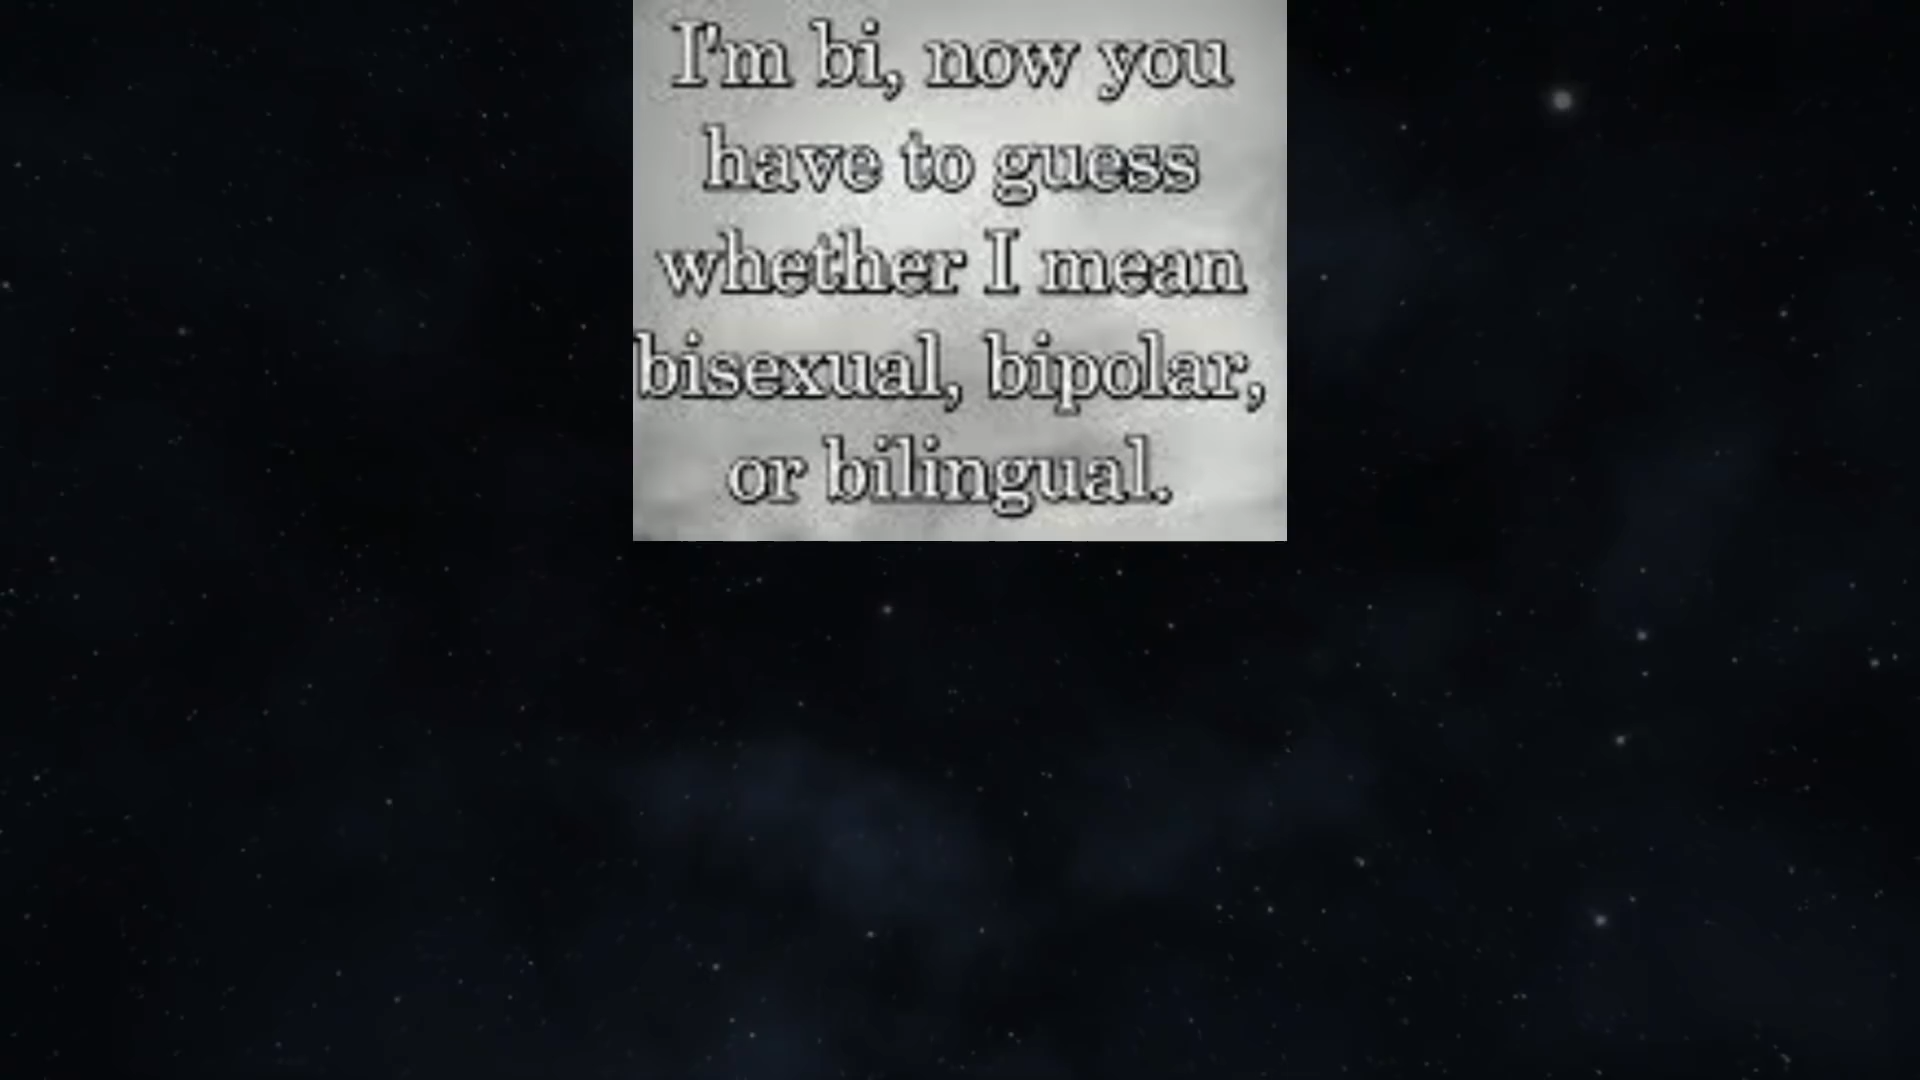 I'm bi, now you
have to guess
whether I mean
bisexual, bipolar,
or bilingual.